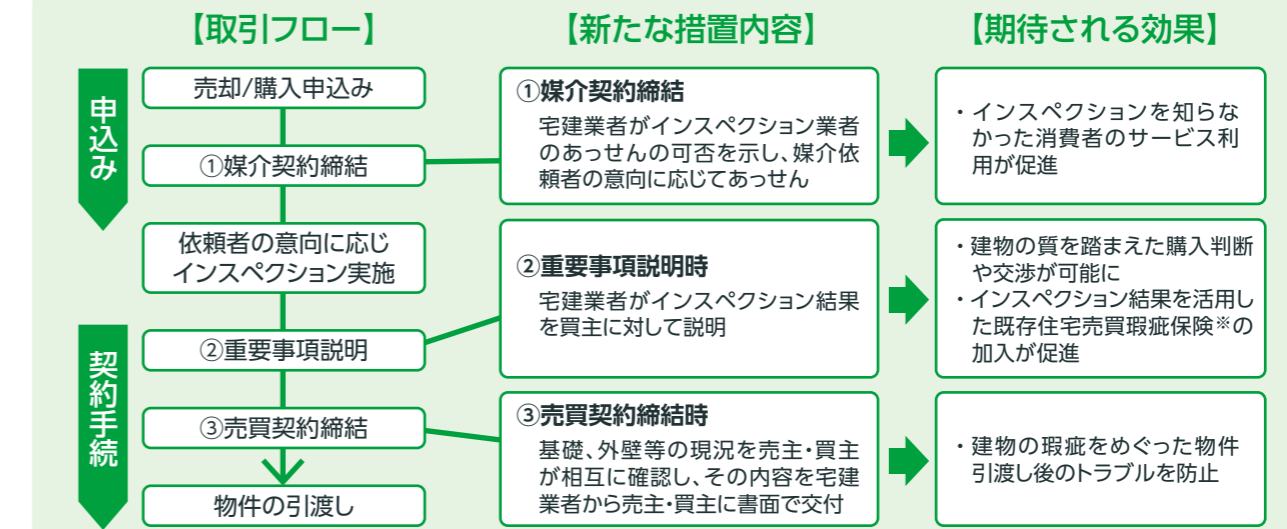 【取引フロー】
【新たな措置内容】
【期待される効果】
申込み
売却/購入申込み
①媒介契約締結
依頼者の意向に応じ
インスペクション実施
契約手続
②重要事項説明
③売買契約締結
物件の引渡し
①媒介契約締結
宅建業者がインスペクション業者
のあっせんの可否を示し、媒介依
頼者の意向に応じてあっせん
・インスペクションを知らな
かった消費者のサービス利
用が促進
②重要事項説明時
宅建業者がインスペクション結果
を買主に対して説明
・建物の質を踏まえた購入判断
や交渉が可能に
・インスペクション結果を活用し
た既存住宅売買瑕疵保険※の
加入が促進
③売買契約締結時
基礎、外壁等の現況を売主・買主
が相互に確認し、その内容を宅建
業者から売主・買主に書面で交付
・建物の瑕疵をめぐった物件
引渡し後のトラブルを防止